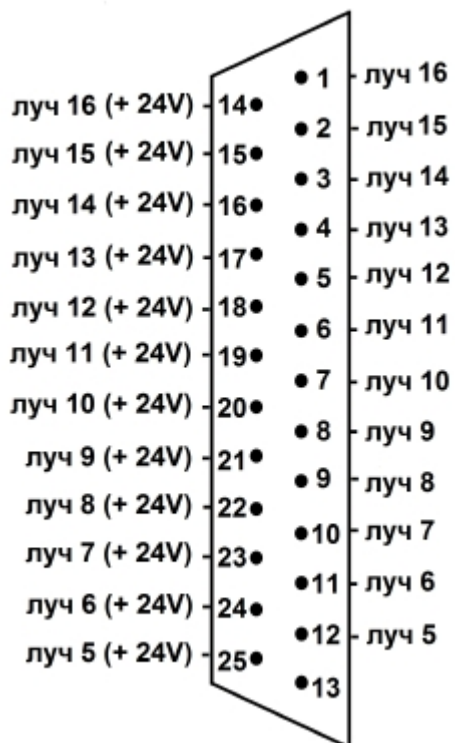 1 луч 16
луч 16 (+ 24V) 14
2 луч 15
луч 15 (+ 24V) 15
3 луч 14
луч 14 (+ 24V) 16
4 луч 13
луч 13 (+ 24V) 17
5 луч 12
луч 12 (+ 24V) 18
6 луч 11
луч 11 (+ 24V) 19
7 луч 10
луч 10 (+ 24V) 20
8 луч 9
луч 9 (+ 24V) 21
9 луч 8
луч 8 (+ 24V) 22
10 луч 7
луч 7 (+ 24V) 23
11 луч 6
луч 6 (+ 24V) 24
12 луч 5
луч 5 (+ 24V) 25
13